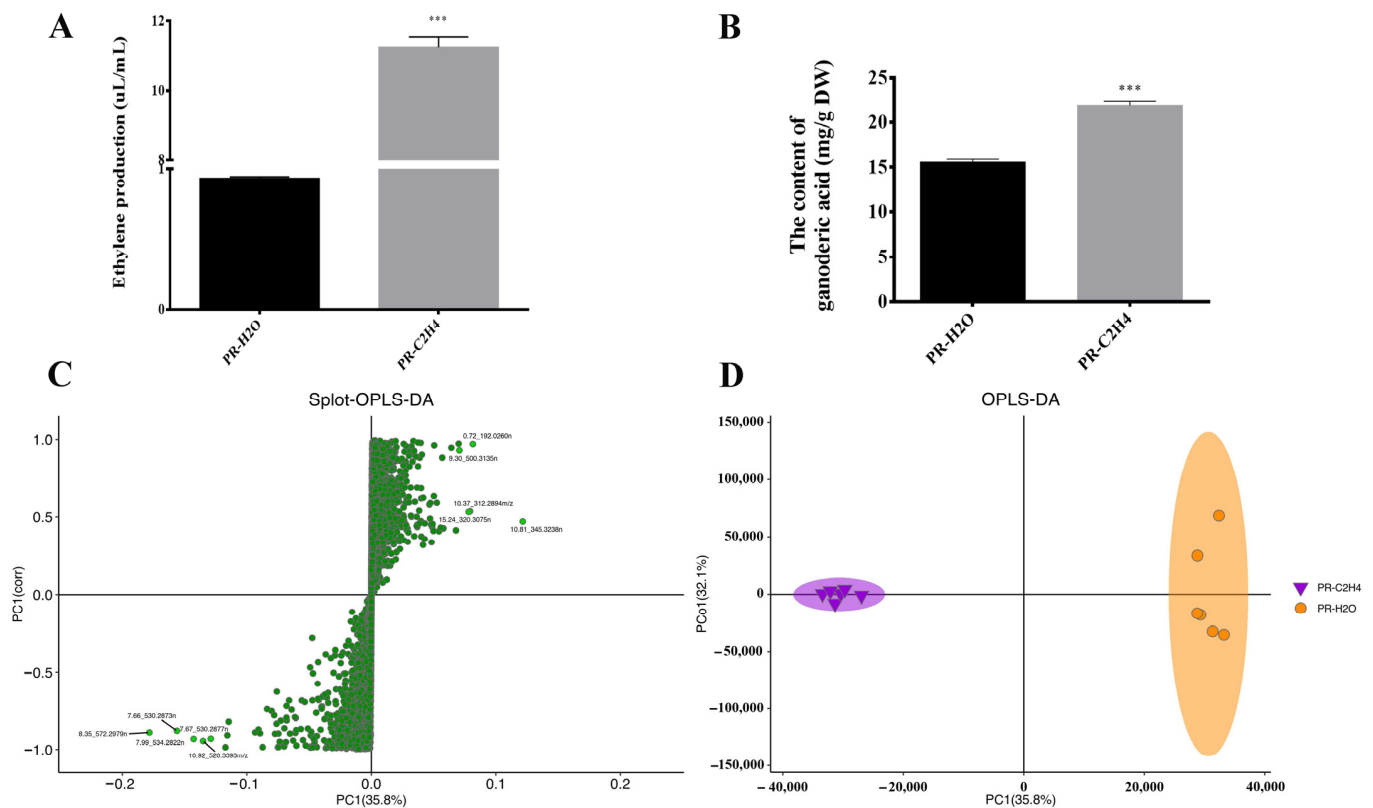 A
Ethylene production (uL/mL)
12
10
8
1
0
***
PR-H2O
PR-C2H4
B
The content of
ganoderic acid (mg/g DW)
25
20
15
10
5
0
***
PR-H2O
PR-C2H4
C
Splot-OPLS-DA
PC1(corr)
1.0
0.5
0.0
−0.5
−1.0
0.72_192.0260n
9.30_500.3135n
10.37_312.2894m/z
15.24_320.3075n
10.81_345.3238n
7.66_530.2873n
7.67_530.2877n
8.35_572.2979n
7.99_534.2822n
−0.2
−0.1
0.0
0.1
0.2
PC1(35.8%)
D
OPLS-DA
PCo1(32.1%)
150,000
100,000
50,000
0
−50,000
−100,000
−150,000
−40,000
−20,000
0
20,000
40,000
PC1(35.8%)
PR-C2H4
PR-H2O